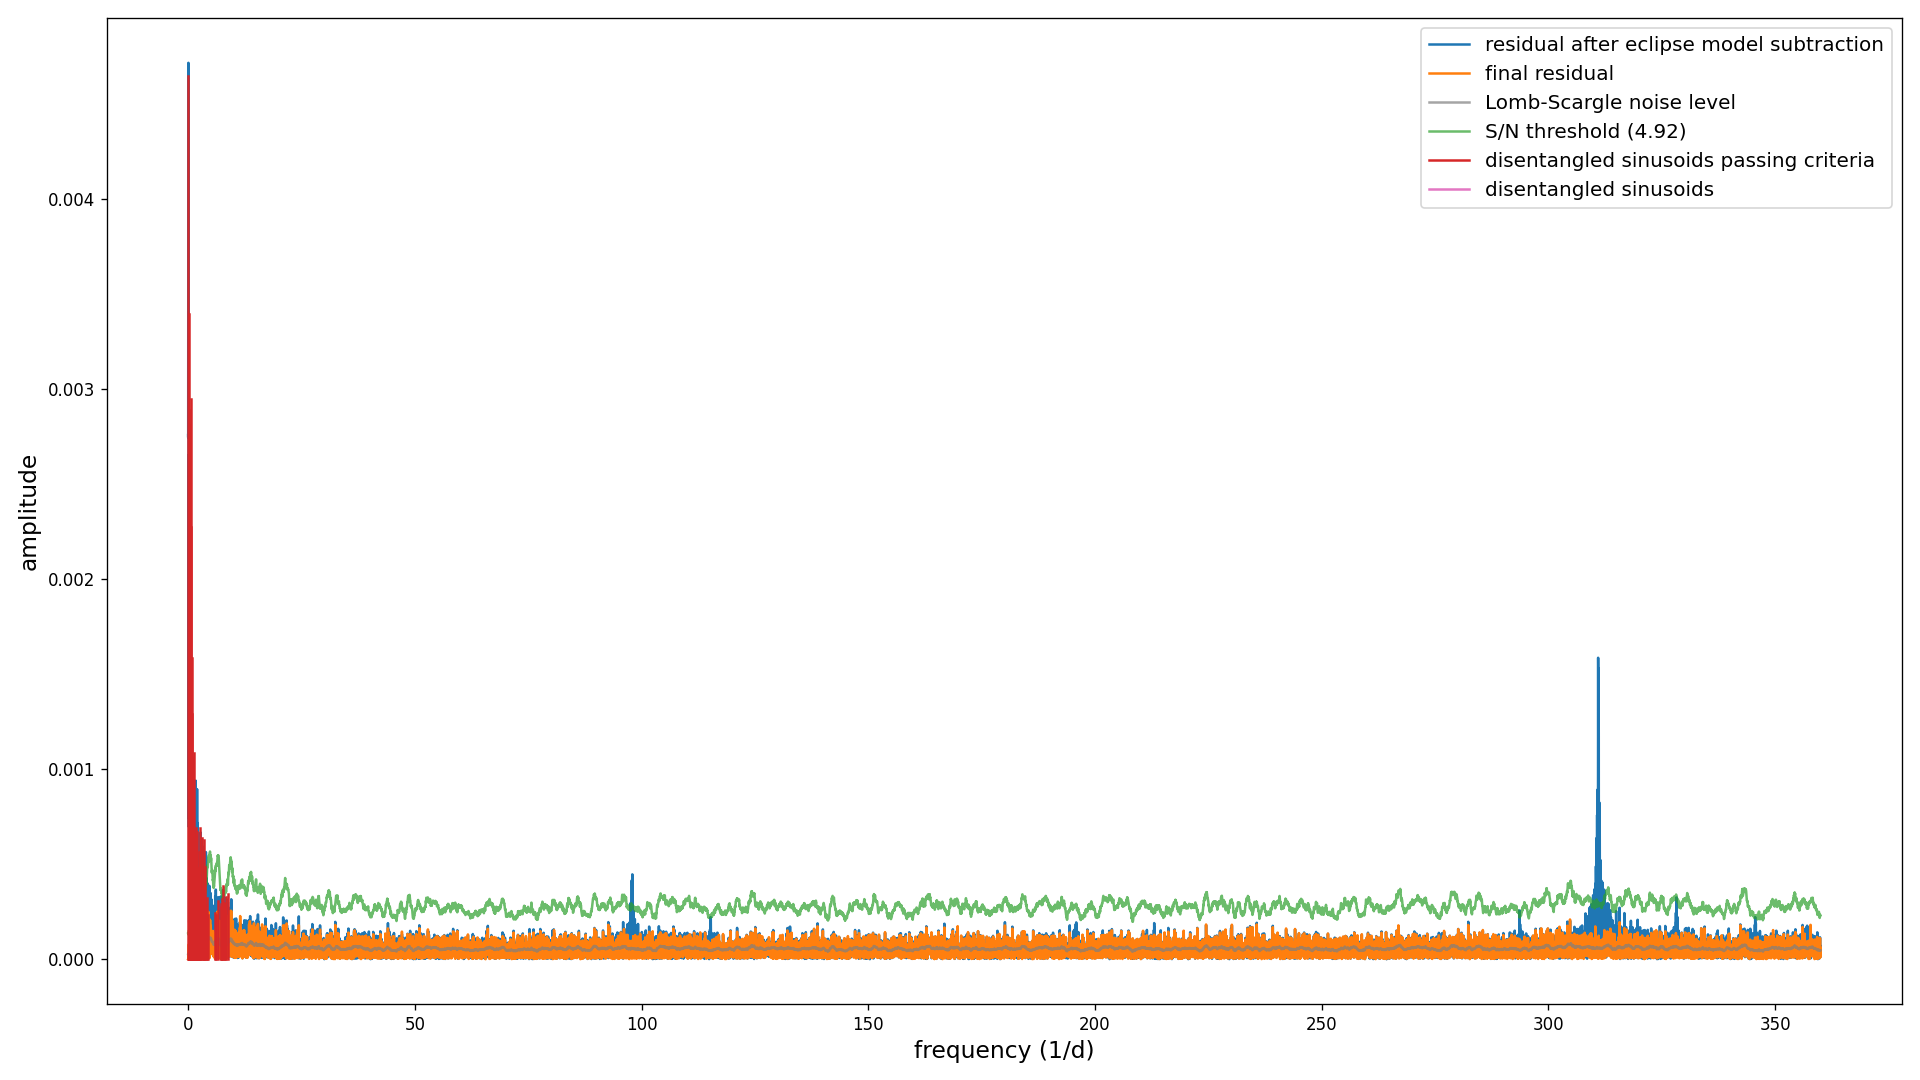 residual after eclipse model subtraction
final residual
Lomb-Scargle noise level
S/N threshold (4.92)
disentangled sinusoids passing criteria
disentangled sinusoids
amplitude
0.004
0.003
0.002
0.001
0.000
0 50 100 150 200 250 300 350
frequency (1/d)